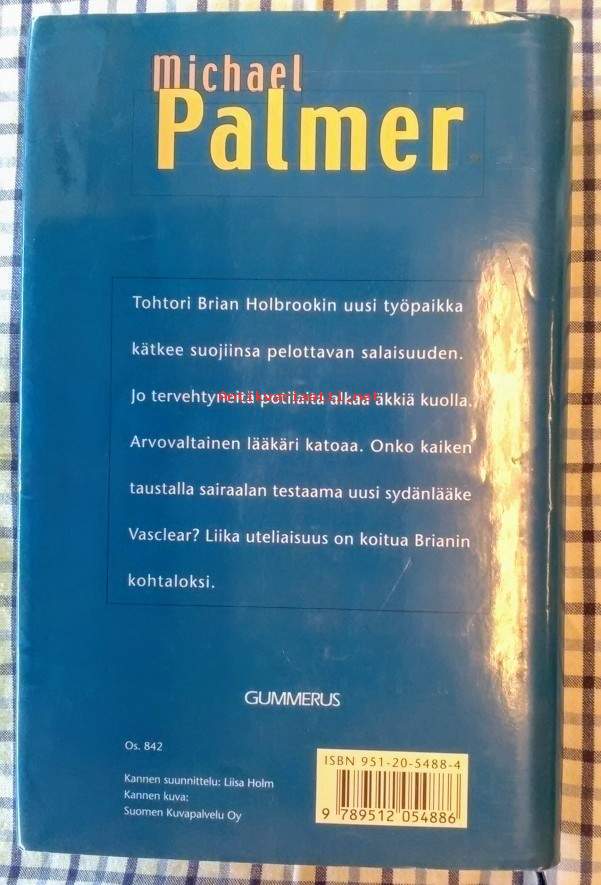 Michael
Palmer
Tohtori Brian Holbrookin uusi työpaikka
kätkee suojiinsa pelottavan salaisuuden.
Jo tervehtyneitä potilaita alkaa äkkiä kuolla.
Arvovaltainen lääkäri katoaa. Onko kaiken
taustalla sairaalan testaama uusi sydänlääke
Vasclear? Liika uteliaisuus on koitua Brianin
kohtaloksi.
GUMMERUS
Os. 842
Kannen suunnittelu: Liisa Holm
Kannen kuva:
Suomen Kuvapalvelu Oy
ISBN 951-20-5488-4
9 789512 054886